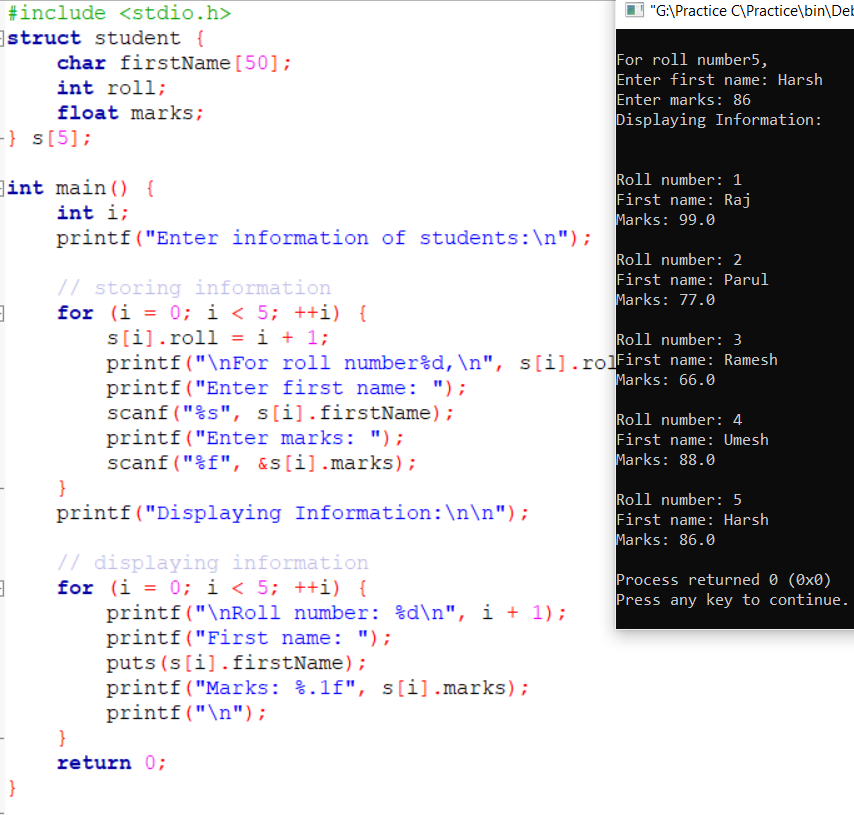 #include <stdio.h>
struct student {
    char firstName[50];
    int roll;
    float marks;
} s[5];

int main() {
    int i;
    printf("Enter information of students:\n");

    // storing information
    for (i = 0; i < 5; ++i) {
        s[i].roll = i + 1;
        printf("\nFor roll number%d,\n", s[i].rol
        printf("Enter first name: ");
        scanf("%s", s[i].firstName);
        printf("Enter marks: ");
        scanf("%f", &s[i].marks);
    }
    printf("Displaying Information:\n\n");

    // displaying information
    for (i = 0; i < 5; ++i) {
        printf("\nRoll number: %d\n", i + 1);
        printf("First name: ");
        puts(s[i].firstName);
        printf("Marks: %.1f", s[i].marks);
        printf("\n");
    }
    return 0;
}

"G:\Practice C\Practice\bin\Deb
For roll number5,
Enter first name: Harsh
Enter marks: 86
Displaying Information:

Roll number: 1
First name: Raj
Marks: 99.0

Roll number: 2
First name: Parul
Marks: 77.0

Roll number: 3
First name: Ramesh
Marks: 66.0

Roll number: 4
First name: Umesh
Marks: 88.0

Roll number: 5
First name: Harsh
Marks: 86.0

Process returned 0 (0x0)
Press any key to continue.